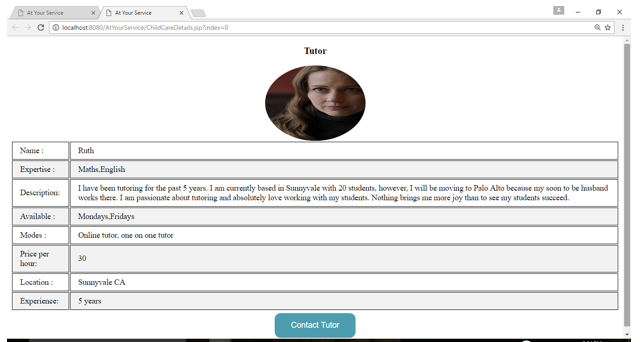 At Your Service
At Your Service
localhost:8080/AtYourService/ChildCareDetails.jsp?index=0
Tutor
Name : Ruth
Expertise : Maths,English
Description: I have been tutoring for the past 5 years. I am currently based in Sunnyvale with 20 students, however, I will be moving to Palo Alto because my soon to be husband
works there. I am passionate about tutoring and absolutely love working with my students. Nothing brings me more joy than to see my students succeed.
Available : Mondays,Fridays
Modes : Online tutor, one on one tutor
Price per
hour: 30
Location : Sunnyvale CA
Experience: 5 years
Contact Tutor